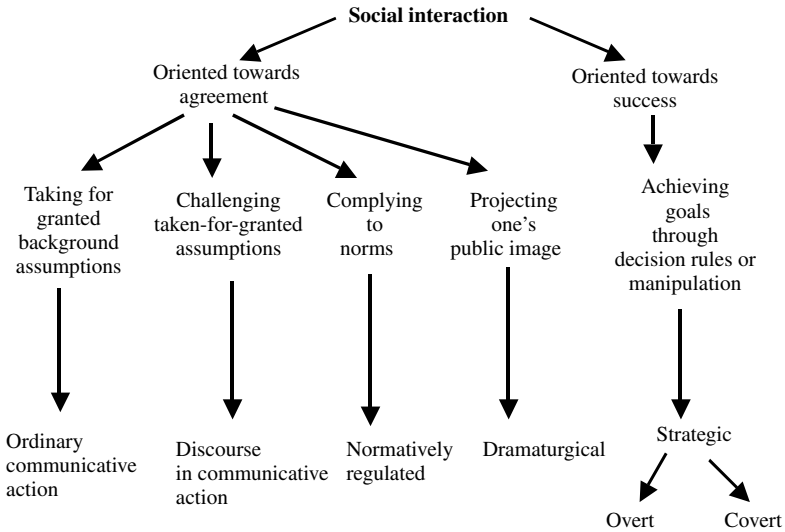 Social interaction
Oriented towards
agreement
Oriented towards
success
Taking for
granted
background
assumptions
Challenging
taken-for-granted
assumptions
Complying
to
norms
Projecting
one's
public image
Achieving
goals
through
decision rules or
manipulation
Ordinary
communicative
action
Discourse
in communicative
action
Normatively
regulated
Dramaturgical
Strategic
Overt
Covert